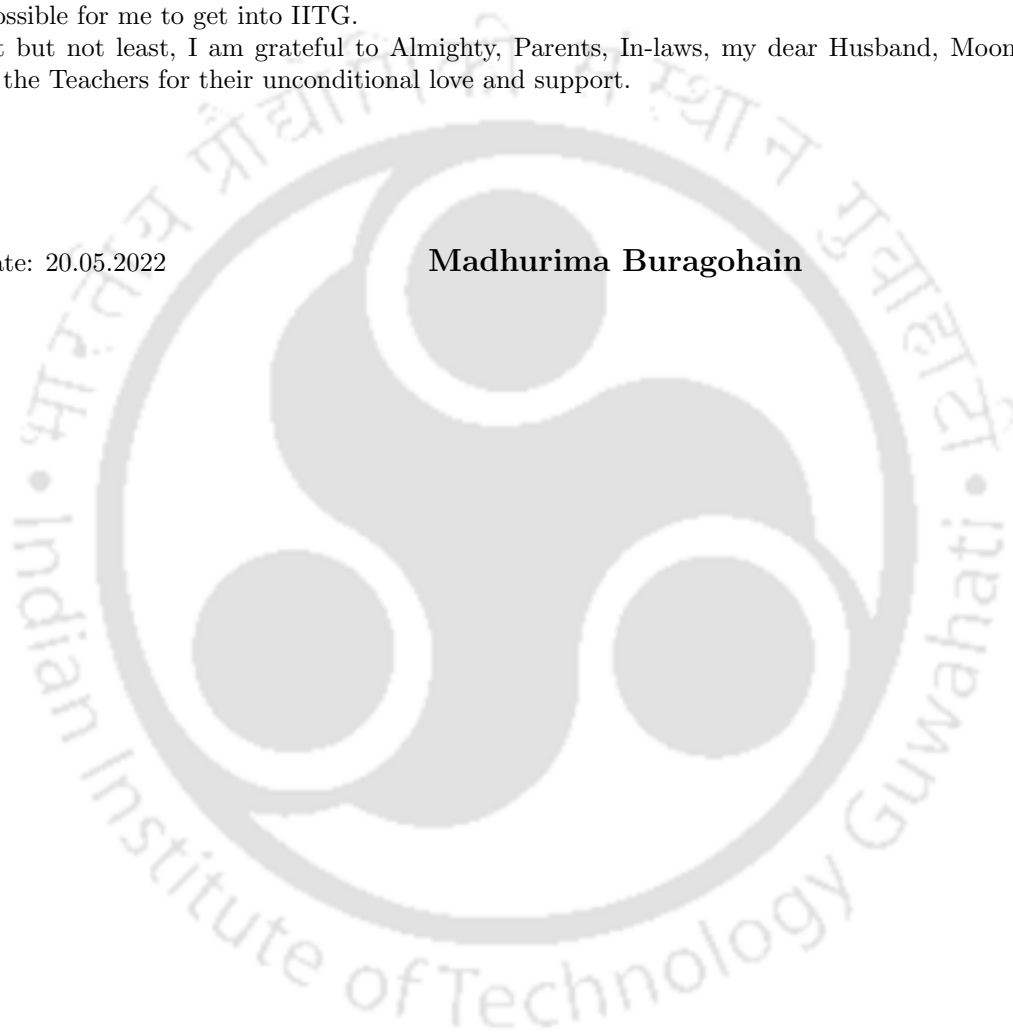 ossible for me to get into IITG.
t but not least, I am grateful to Almighty, Parents, In-laws, my dear Husband, Moon
the Teachers for their unconditional love and support.
ate: 20.05.2022 Madhurima Buragohain
भारतीय प्रौद्योगिकी संस्थान गुवाहाटी
• Indian Institute of Technology Guwahati •